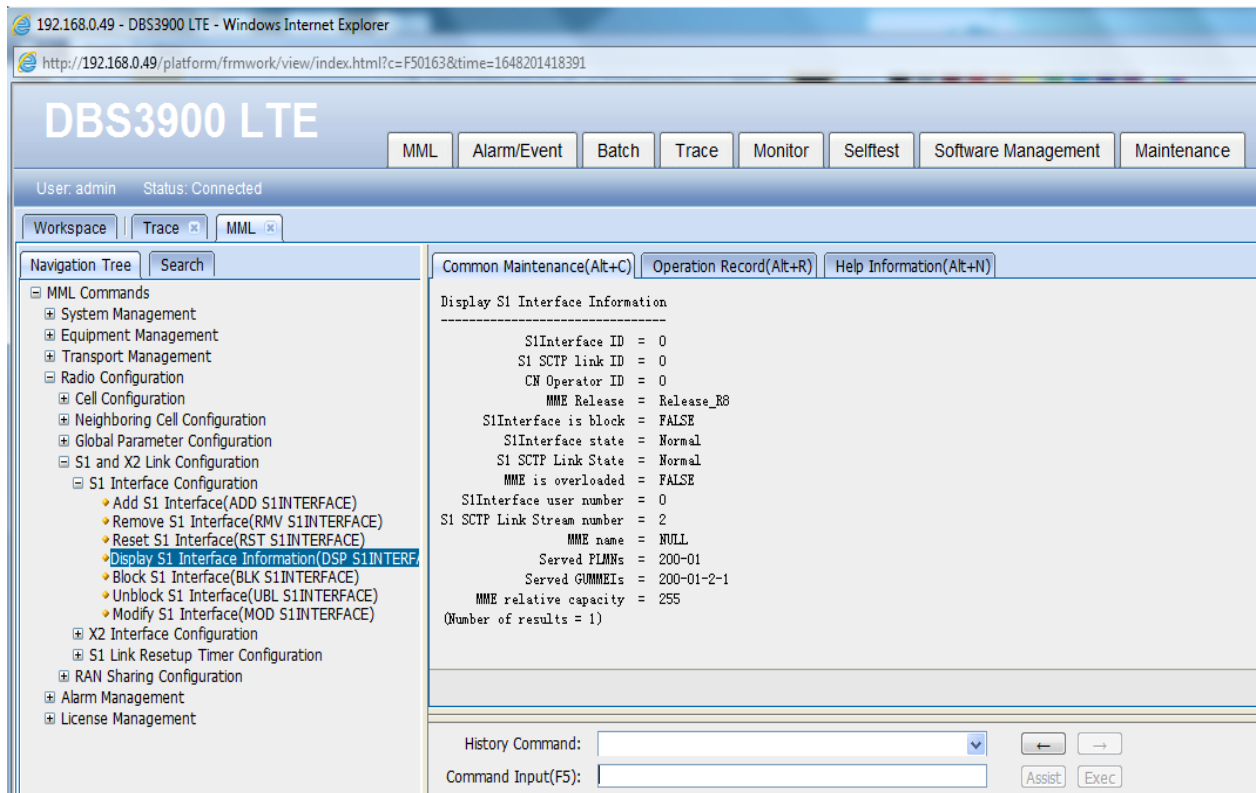 192.168.0.49 - DBS3900 LTE - Windows Internet Explorer
http://192.168.0.49/platform/frmwork/view/index.html?c=F50163&time=1648201418391
DBS3900 LTE
MML Alarm/Event Batch Trace Monitor Selftest Software Management Maintenance
User: admin Status: Connected
Workspace Trace MML
Navigation Tree Search
MML Commands
System Management
Equipment Management
Transport Management
Radio Configuration
Cell Configuration
Neighboring Cell Configuration
Global Parameter Configuration
S1 and X2 Link Configuration
S1 Interface Configuration
Add S1 Interface(ADD S1INTERFACE)
Remove S1 Interface(RMV S1INTERFACE)
Reset S1 Interface(RST S1INTERFACE)
Display S1 Interface Information(DSP S1INTERFA
Block S1 Interface(BLK S1INTERFACE)
Unblock S1 Interface(UBL S1INTERFACE)
Modify S1 Interface(MOD S1INTERFACE)
X2 Interface Configuration
S1 Link Resetup Timer Configuration
RAN Sharing Configuration
Alarm Management
License Management
Common Maintenance(Alt+C) Operation Record(Alt+R) Help Information(Alt+N)
Display S1 Interface Information
--------------------------------
S1Interface ID = 0
S1 SCTP link ID = 0
CN Operator ID = 0
MME Release = Release_R8
S1Interface is block = FALSE
S1Interface state = Normal
S1 SCTP Link State = Normal
MME is overloaded = FALSE
S1Interface user number = 0
S1 SCTP Link Stream number = 2
MME name = NULL
Served PLMNs = 200-01
Served GUMMEIs = 200-01-2-1
MME relative capacity = 255
(Number of results = 1)
History Command: ← →
Command Input(F5): Assist Exec